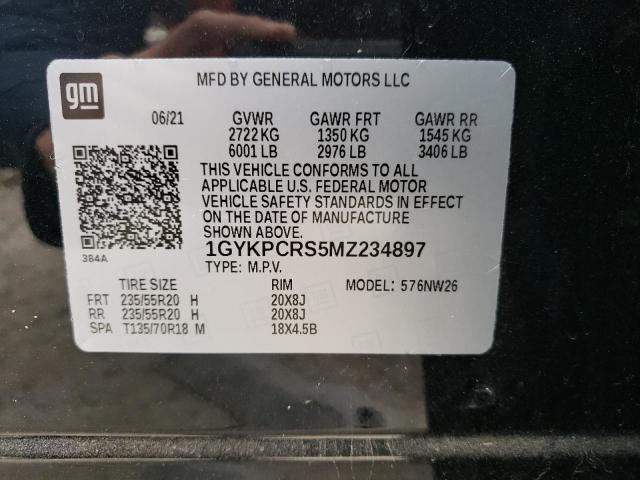 gm
MFD BY GENERAL MOTORS LLC
06/21 GVWR GAWR FRT GAWR RR
2722 KG 1350 KG 1545 KG
6001 LB 2976 LB 3406 LB
THIS VEHICLE CONFORMS TO ALL
APPLICABLE U.S. FEDERAL MOTOR
VEHICLE SAFETY STANDARDS IN EFFECT
ON THE DATE OF MANUFACTURE
SHOWN ABOVE.
384A
1GYKPCRS5MZ234897
TYPE: M.P.V.
TIRE SIZE RIM MODEL: 576NW26
FRT 235/55R20 H 20X8J
RR 235/55R20 H 20X8J
SPA T135/70R18 M 18X4.5B